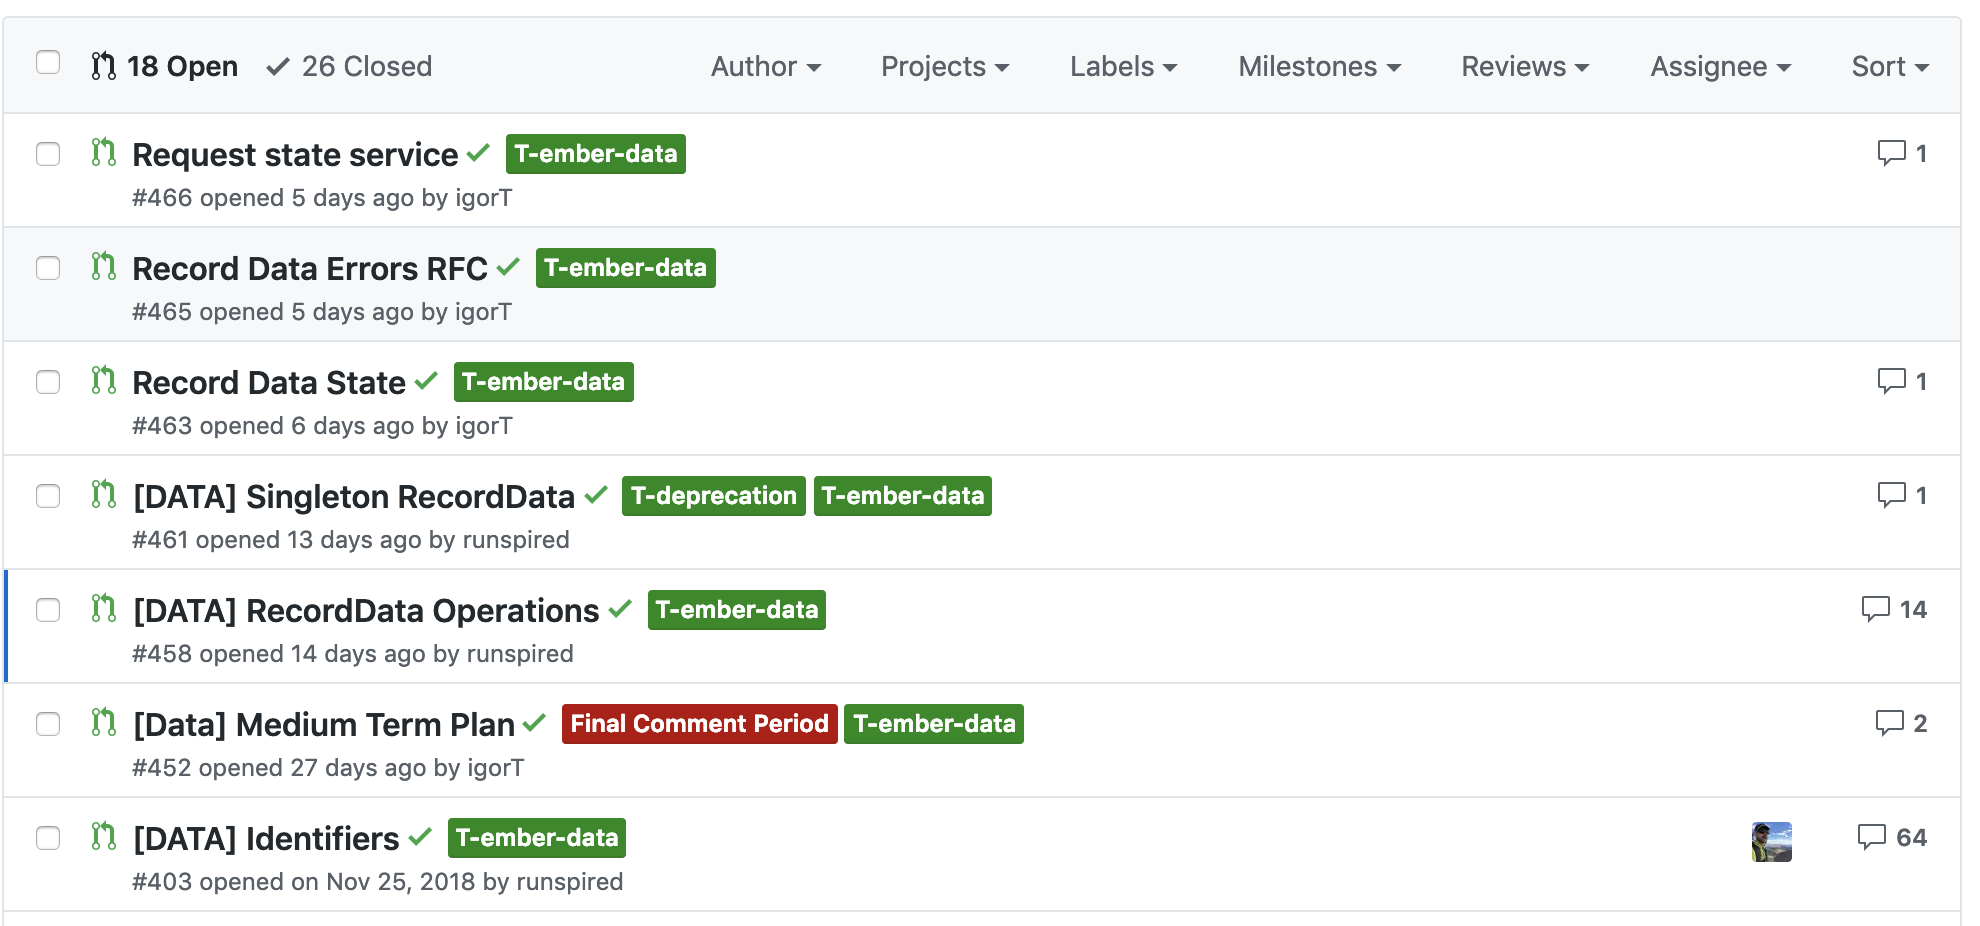 18 Open 26 Closed Author Projects Labels Milestones Reviews Assignee Sort
Request state service T-ember-data 1
#466 opened 5 days ago by igorT
Record Data Errors RFC T-ember-data
#465 opened 5 days ago by igorT
Record Data State T-ember-data 1
#463 opened 6 days ago by igorT
[DATA] Singleton RecordData T-deprecation T-ember-data 1
#461 opened 13 days ago by runspired
[DATA] RecordData Operations T-ember-data 14
#458 opened 14 days ago by runspired
[Data] Medium Term Plan Final Comment Period T-ember-data 2
#452 opened 27 days ago by igorT
[DATA] Identifiers T-ember-data 64
#403 opened on Nov 25, 2018 by runspired